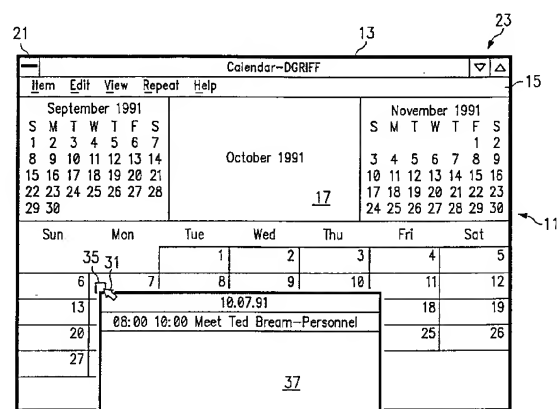 21 13 23
Calendar-DGRIFF
Item Edit View Repeat Help
15
September 1991
S M T W T F S
1 2 3 4 5 6 7
8 9 10 11 12 13 14
15 16 17 18 19 20 21
22 23 24 25 26 27 28
29 30
October 1991
17
November 1991
S M T W T F S
1 2
3 4 5 6 7 8 9
10 11 12 13 14 15 16
17 18 19 20 21 22 23
24 25 26 27 28 29 30
11
Sun Mon Tue Wed Thu Fri Sat
1 2 3 4 5
35 31
6 7 8 9 10 11 12
10.07.91
13 18 19
08:00 10:00 Meet Ted Bream-Personnel
20 25 26
27
37